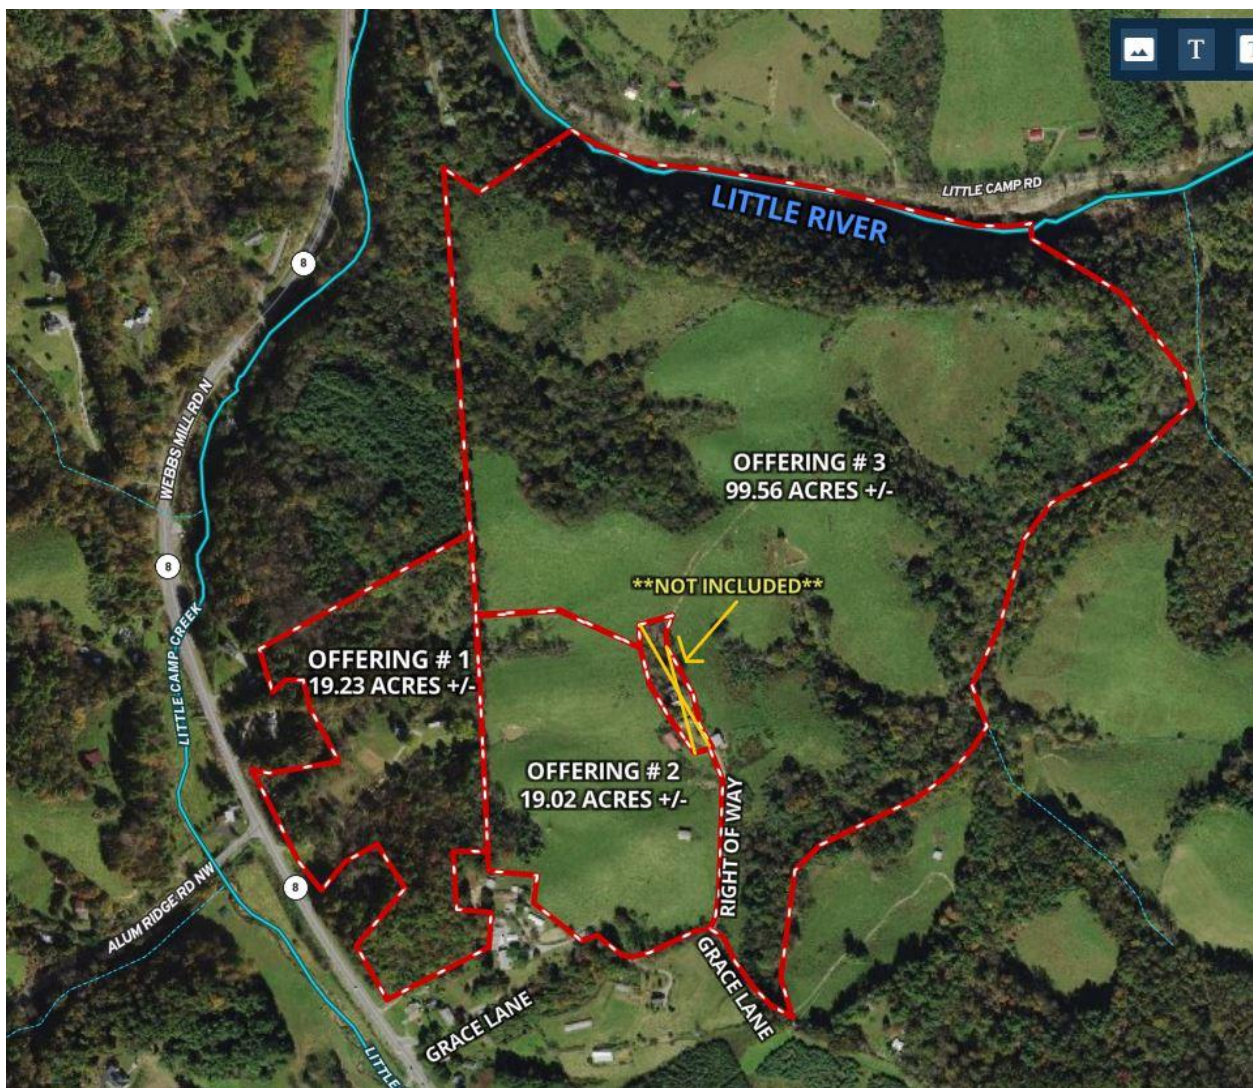 T
LITTLE CAMP RD
LITTLE RIVER
8
WEBBS MILL RD N
OFFERING # 3
99.56 ACRES +/-
8
**NOT INCLUDED**
LITTLE CAMP CREEK
OFFERING # 1
19.23 ACRES +/-
OFFERING # 2
19.02 ACRES +/-
RIGHT OF WAY
8
ALUM RIDGE RD NW
GRACE LANE
GRACE LANE
LITTLE